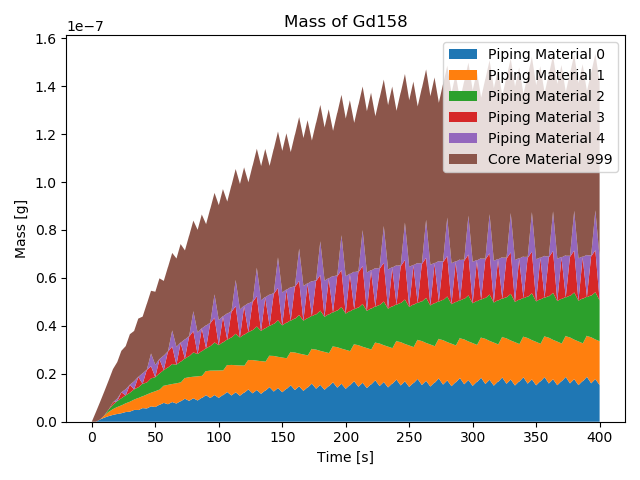 Mass of Gd158
1e−7
1.6
1.4
1.2
1.0
0.8
0.6
0.4
0.2
0.0
Mass [g]
0
50
100
150
200
250
300
350
400
Time [s]
Piping Material 0
Piping Material 1
Piping Material 2
Piping Material 3
Piping Material 4
Core Material 999